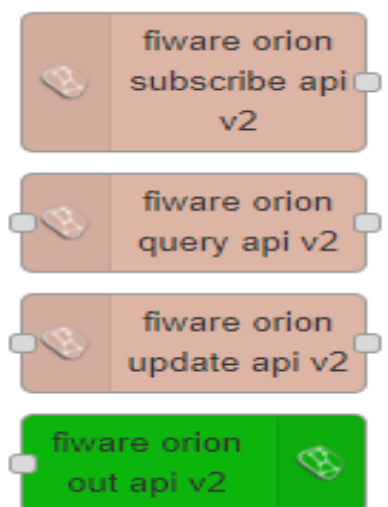 fiware orion
subscribe api
v2
fiware orion
query api v2
fiware orion
update api v2
fiware orion
out api v2